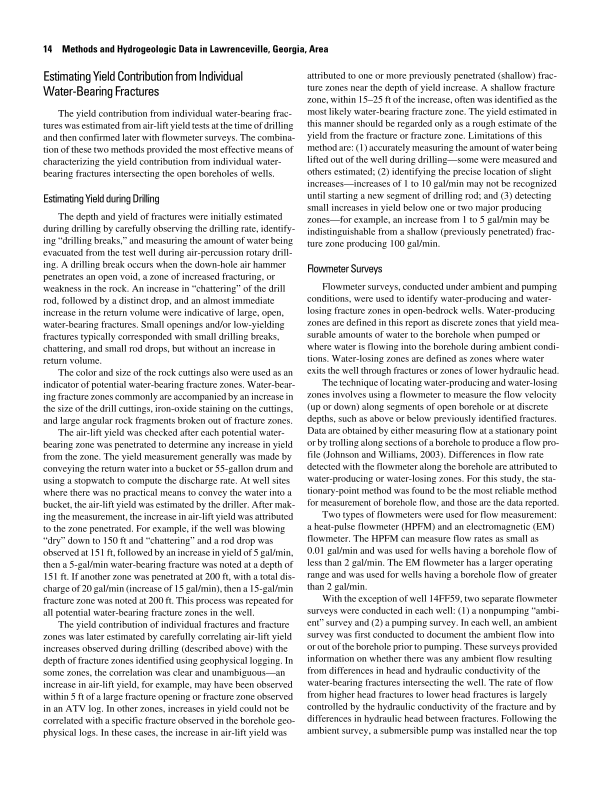 14 Methods and Hydrogeologic Data in Lawrenceville, Georgia, Area
Estimating Yield Contribution from Individual
Water-Bearing Fractures
The yield contribution from individual water-bearing frac-
tures was estimated from air-lift yield tests at the time of drilling
and then confirmed later with flowmeter surveys. The combina-
tion of these two methods provided the most effective means of
characterizing the yield contribution from individual water-
bearing fractures intersecting the open boreholes of wells.
Estimating Yield during Drilling
The depth and yield of fractures were initially estimated
during drilling by carefully observing the drilling rate, identify-
ing “drilling breaks,” and measuring the amount of water being
evacuated from the test well during air-percussion rotary drill-
ing. A drilling break occurs when the down-hole air hammer
penetrates an open void, a zone of increased fracturing, or
weakness in the rock. An increase in “chattering” of the drill
rod, followed by a distinct drop, and an almost immediate
increase in the return volume were indicative of large, open,
water-bearing fractures. Small openings and/or low-yielding
fractures typically corresponded with small drilling breaks,
chattering, and small rod drops, but without an increase in
return volume.
The color and size of the rock cuttings also were used as an
indicator of potential water-bearing fracture zones. Water-bear-
ing fracture zones commonly are accompanied by an increase in
the size of the drill cuttings, iron-oxide staining on the cuttings,
and large angular rock fragments broken out of fracture zones.
The air-lift yield was checked after each potential water-
bearing zone was penetrated to determine any increase in yield
from the zone. The yield measurement generally was made by
conveying the return water into a bucket or 55-gallon drum and
using a stopwatch to compute the discharge rate. At well sites
where there was no practical means to convey the water into a
bucket, the air-lift yield was estimated by the driller. After mak-
ing the measurement, the increase in air-lift yield was attributed
to the zone penetrated. For example, if the well was blowing
“dry” down to 150 ft and “chattering” and a rod drop was
observed at 151 ft, followed by an increase in yield of 5 gal/min,
then a 5-gal/min water-bearing fracture was noted at a depth of
151 ft. If another zone was penetrated at 200 ft, with a total dis-
charge of 20 gal/min (increase of 15 gal/min), then a 15-gal/min
fracture zone was noted at 200 ft. This process was repeated for
all potential water-bearing fracture zones in the well.
The yield contribution of individual fractures and fracture
zones was later estimated by carefully correlating air-lift yield
increases observed during drilling (described above) with the
depth of fracture zones identified using geophysical logging. In
some zones, the correlation was clear and unambiguous—an
increase in air-lift yield, for example, may have been observed
within 5 ft of a large fracture opening or fracture zone observed
in an ATV log. In other zones, increases in yield could not be
correlated with a specific fracture observed in the borehole geo-
physical logs. In these cases, the increase in air-lift yield was
attributed to one or more previously penetrated (shallow) frac-
ture zones near the depth of yield increase. A shallow fracture
zone, within 15–25 ft of the increase, often was identified as the
most likely water-bearing fracture zone. The yield estimated in
this manner should be regarded only as a rough estimate of the
yield from the fracture or fracture zone. Limitations of this
method are: (1) accurately measuring the amount of water being
lifted out of the well during drilling—some were measured and
others estimated; (2) identifying the precise location of slight
increases—increases of 1 to 10 gal/min may not be recognized
until starting a new segment of drilling rod; and (3) detecting
small increases in yield below one or two major producing
zones—for example, an increase from 1 to 5 gal/min may be
indistinguishable from a shallow (previously penetrated) frac-
ture zone producing 100 gal/min.
Flowmeter Surveys
Flowmeter surveys, conducted under ambient and pumping
conditions, were used to identify water-producing and water-
losing fracture zones in open-bedrock wells. Water-producing
zones are defined in this report as discrete zones that yield mea-
surable amounts of water to the borehole when pumped or
where water is flowing into the borehole during ambient condi-
tions. Water-losing zones are defined as zones where water
exits the well through fractures or zones of lower hydraulic head.
The technique of locating water-producing and water-losing
zones involves using a flowmeter to measure the flow velocity
(up or down) along segments of open borehole or at discrete
depths, such as above or below previously identified fractures.
Data are obtained by either measuring flow at a stationary point
or by trolling along sections of a borehole to produce a flow pro-
file (Johnson and Williams, 2003). Differences in flow rate
detected with the flowmeter along the borehole are attributed to
water-producing or water-losing zones. For this study, the sta-
tionary-point method was found to be the most reliable method
for measurement of borehole flow, and those are the data reported.
Two types of flowmeters were used for flow measurement:
a heat-pulse flowmeter (HPFM) and an electromagnetic (EM)
flowmeter. The HPFM can measure flow rates as small as
0.01 gal/min and was used for wells having a borehole flow of
less than 2 gal/min. The EM flowmeter has a larger operating
range and was used for wells having a borehole flow of greater
than 2 gal/min.
With the exception of well 14FF59, two separate flowmeter
surveys were conducted in each well: (1) a nonpumping “ambi-
ent” survey and (2) a pumping survey. In each well, an ambient
survey was first conducted to document the ambient flow into
or out of the borehole prior to pumping. These surveys provided
information on whether there was any ambient flow resulting
from differences in head and hydraulic conductivity of the
water-bearing fractures intersecting the well. The rate of flow
from higher head fractures to lower head fractures is largely
controlled by the hydraulic conductivity of the fracture and by
differences in hydraulic head between fractures. Following the
ambient survey, a submersible pump was installed near the top